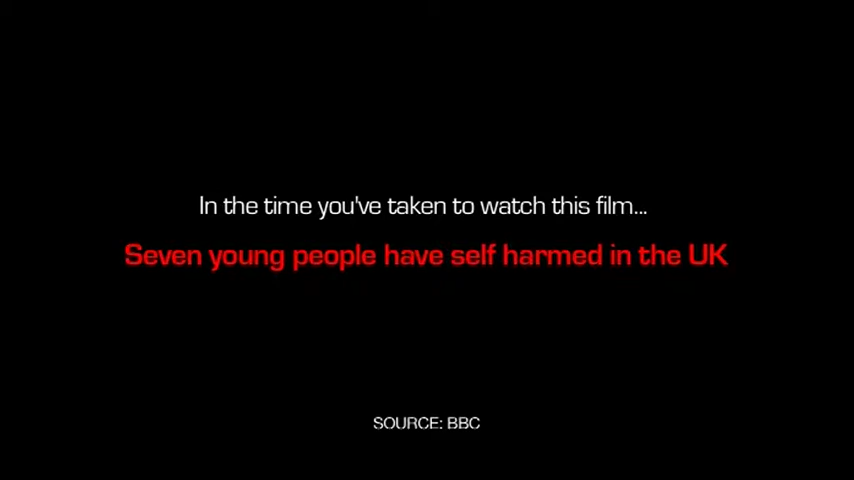 In the time you've taken to watch this film...
Seven young people have self harmed in the UK
SOURCE: BBC